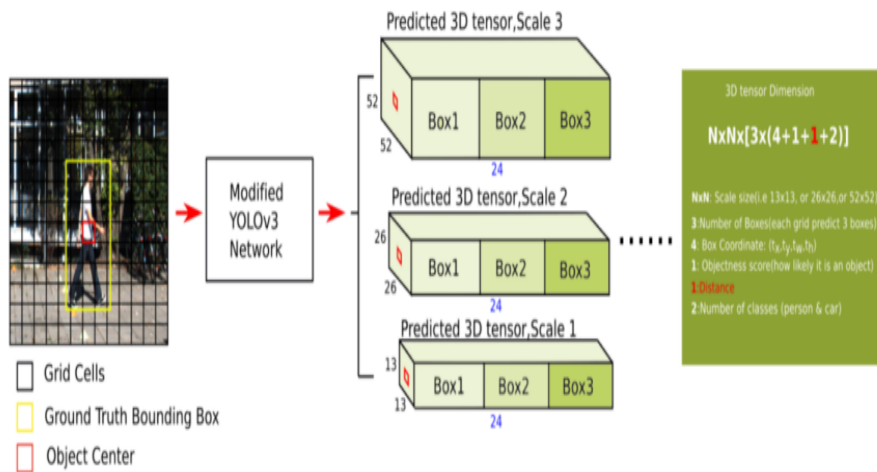 Predicted 3D tensor,Scale 3
52
52
Box1
Box2
Box3
24
Modified
YOLOv3
Network
Predicted 3D tensor,Scale 2
26
26
Box1
Box2
Box3
24
Predicted 3D tensor,Scale 1
13
13
Box1
Box2
Box3
24
Grid Cells
Ground Truth Bounding Box
Object Center
3D tensor Dimension
NxNx[3x(4+1+1+2)]
NxN: Scale size(i.e 13x13, or 26x26,or 52x52)
3:Number of Boxes(each grid predict 3 boxes)
4: Box Coordinate: (tx,ty,tw,th)
1: Objectness score(how likely it is an object)
1:Distance
2:Number of classes (person & car)